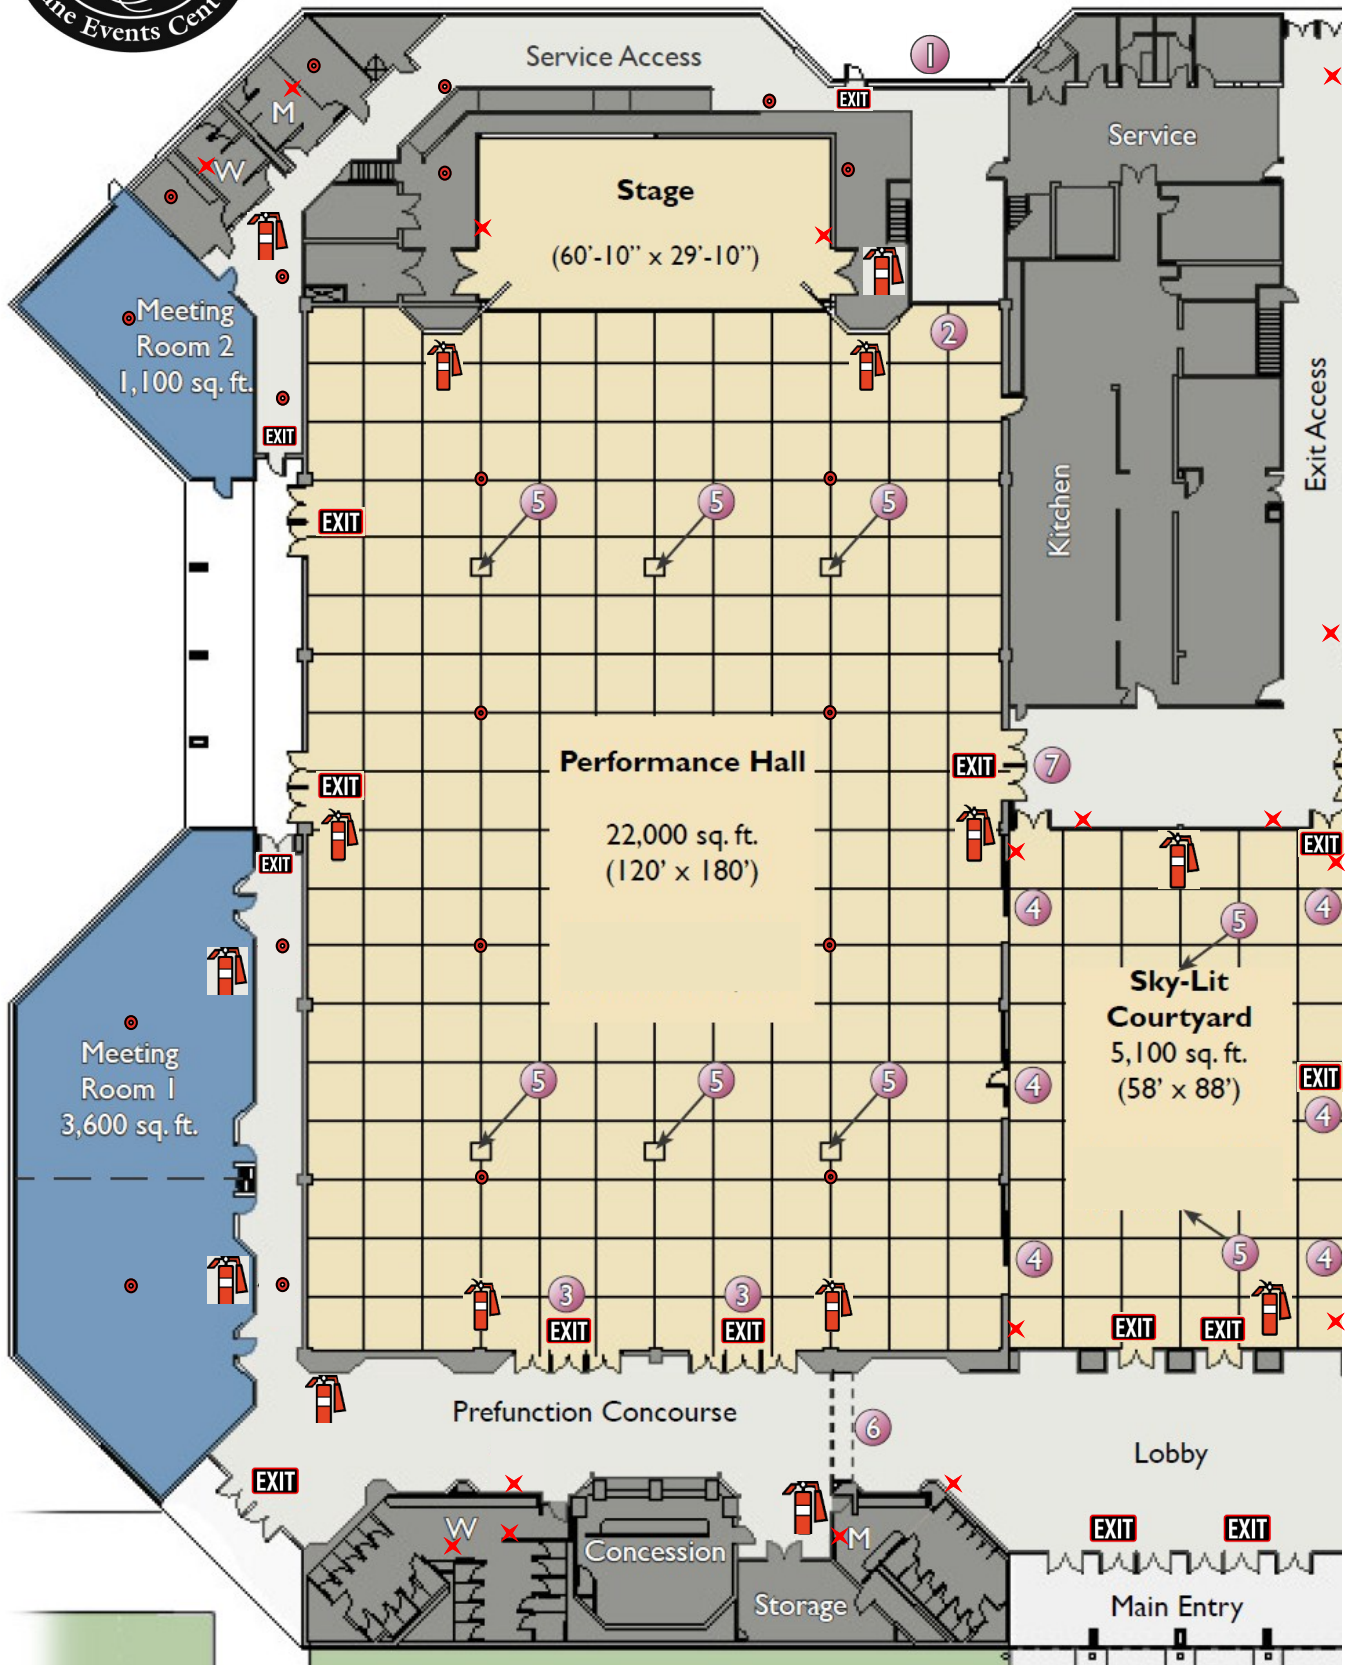 ne Events Cent
Service Access
1
EXIT
M
Service
W
Stage
(60'-10" x 29'-10")
Meeting
Room 2
1,100 sq. ft.
2
EXIT
Exit Access
Kitchen
5
5
5
EXIT
Performance Hall
22,000 sq. ft.
(120' x 180')
EXIT
EXIT
7
EXIT
EXIT
4
5
4
Sky-Lit
Courtyard
5,100 sq. ft.
(58' x 88')
Meeting
Room 1
3,600 sq. ft.
5
5
5
4
EXIT
4
4
5
4
3
3
EXIT
EXIT
EXIT
EXIT
Prefunction Concourse
6
Lobby
EXIT
W
Concession
M
EXIT
EXIT
Storage
Main Entry